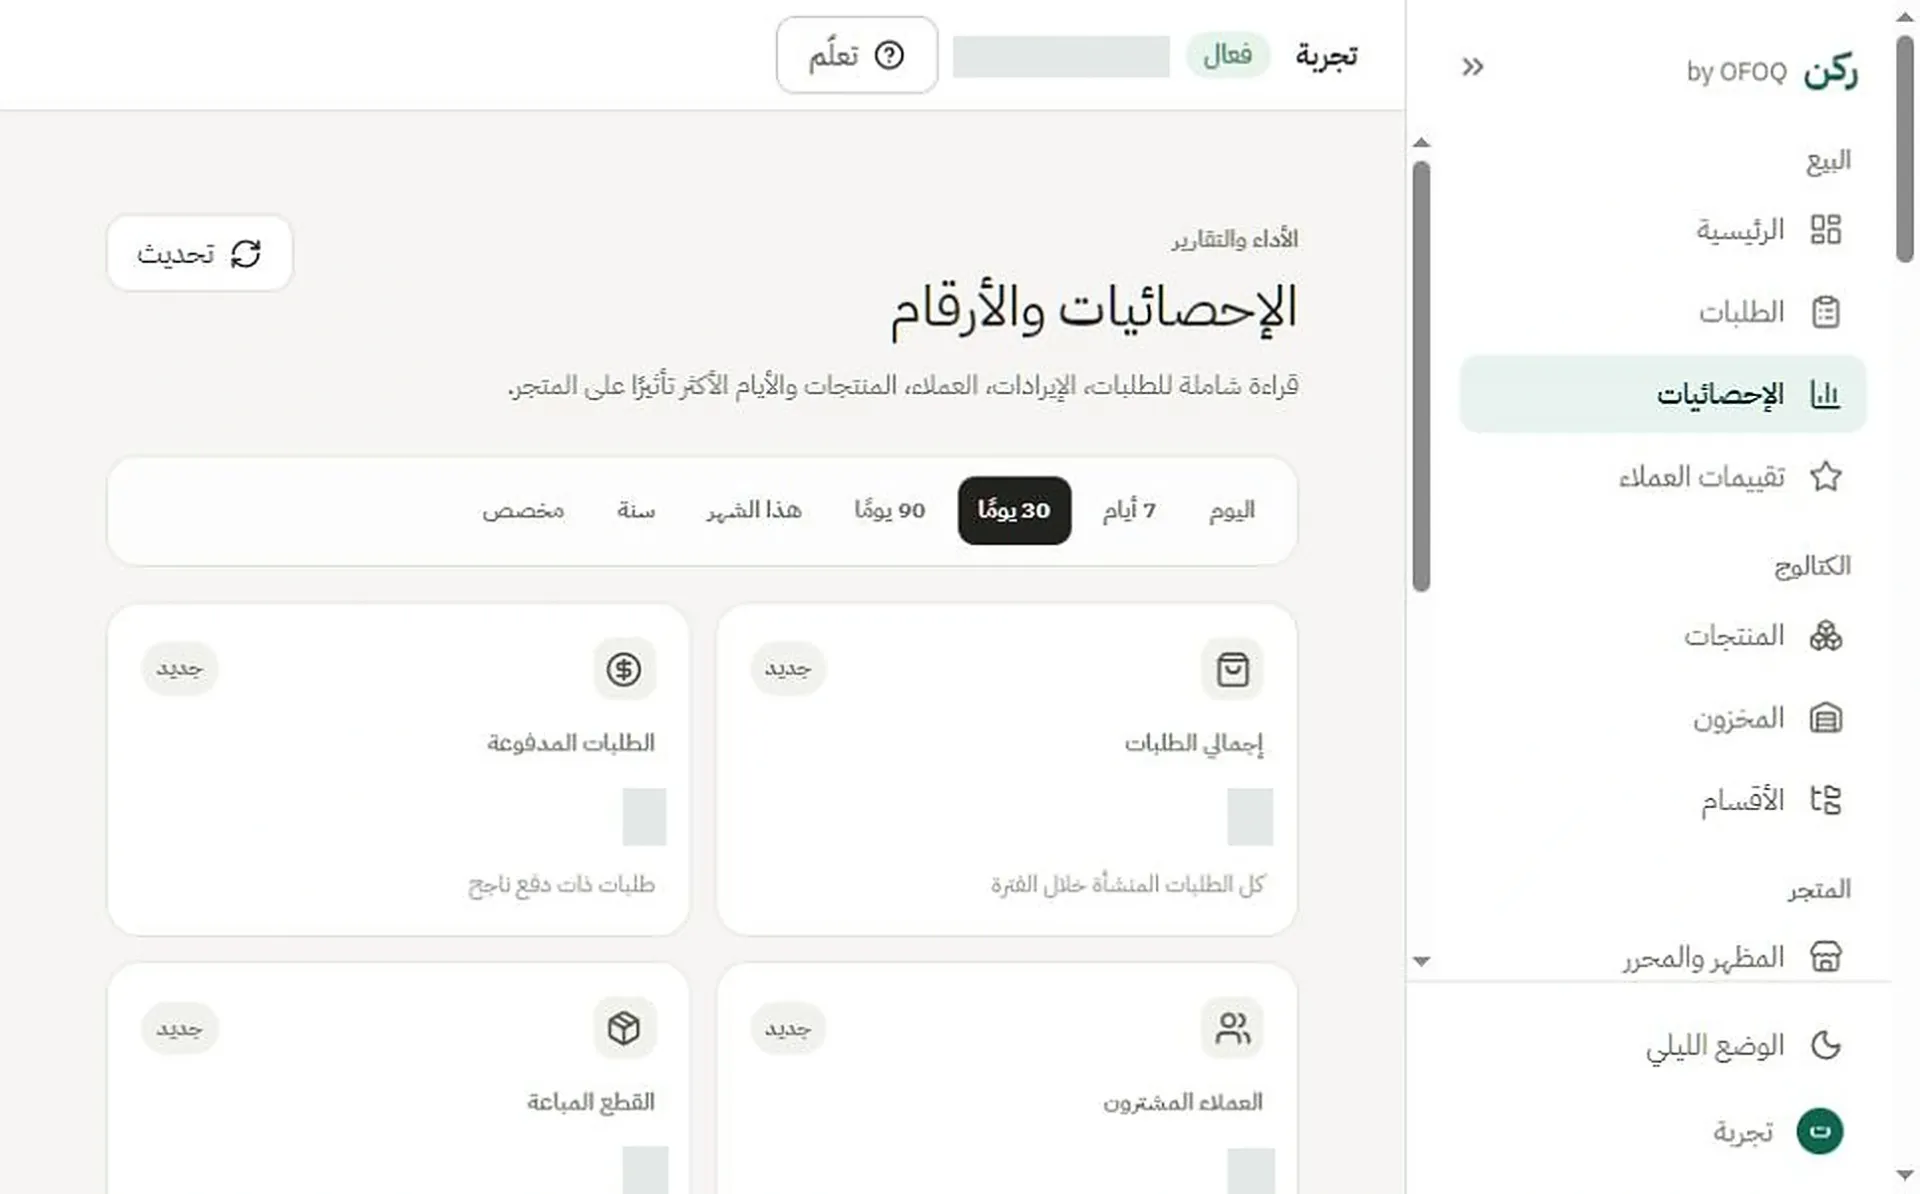 ركن by OFOQ
البيع
الرئيسية
الطلبات
الإحصائيات
تقييمات العملاء
الكتالوج
المنتجات
المخزون
الأقسام
المتجر
المظهر والمحرر
الوضع الليلي
ت تجربة
تجربة فعال تعلّم
الأداء والتقارير
الإحصائيات والأرقام
قراءة شاملة للطلبات، الإيرادات، العملاء، المنتجات والأيام الأكثر تأثيرًا على المتجر.
تحديث
اليوم 7 أيام 30 يومًا 90 يومًا هذا الشهر سنة مخصص
جديد
إجمالي الطلبات
كل الطلبات المنشأة خلال الفترة
جديد
الطلبات المدفوعة
طلبات ذات دفع ناجح
جديد
العملاء المشترون
جديد
القطع المباعة